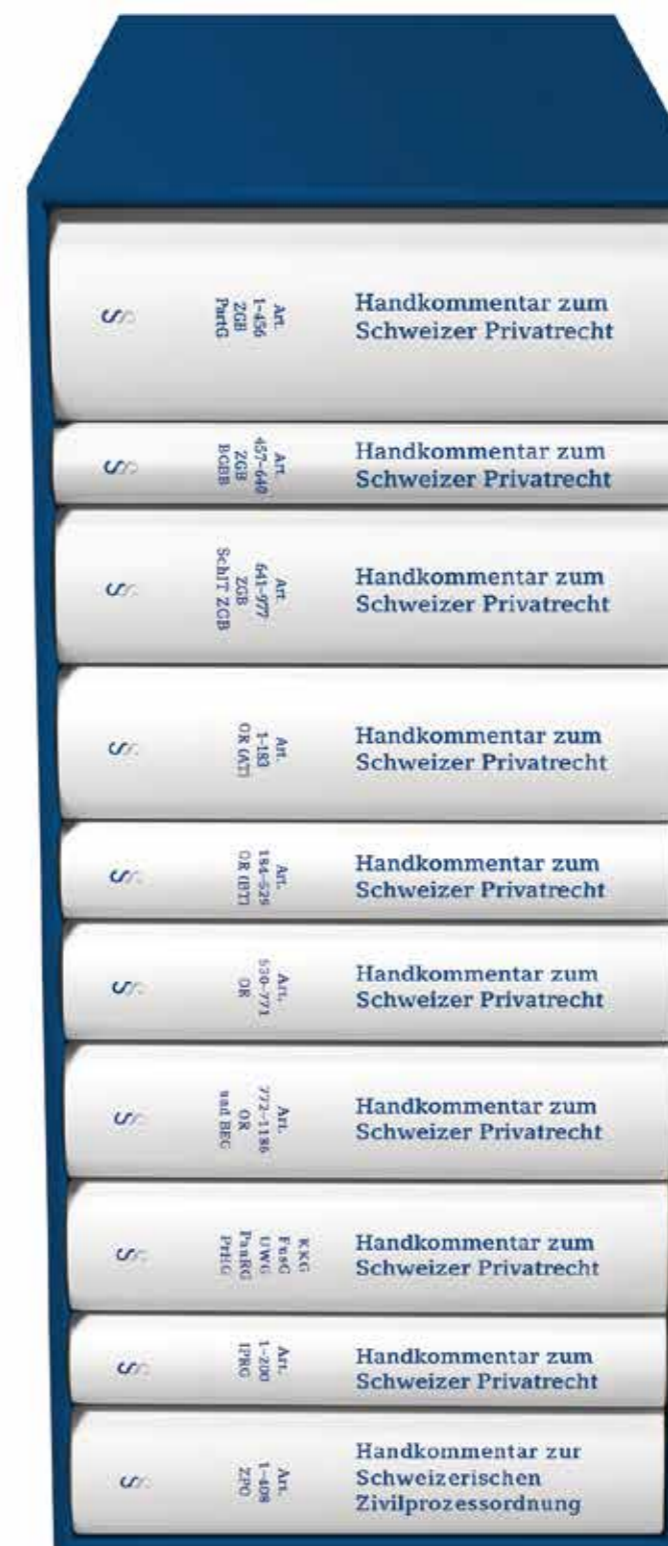 §
Art.
1–456
ZGB
PartG
Handkommentar zum
Schweizer Privatrecht
§
Art.
457–640
ZGB
BGBB
Handkommentar zum
Schweizer Privatrecht
§
Art.
641–977
ZGB
SchlT ZGB
Handkommentar zum
Schweizer Privatrecht
§
Art.
1–183
OR (AT)
Handkommentar zum
Schweizer Privatrecht
§
Art.
184–529
OR (BT)
Handkommentar zum
Schweizer Privatrecht
§
Art.
530–771
OR
Handkommentar zum
Schweizer Privatrecht
§
Art.
772–1186
OR
und BEG
Handkommentar zum
Schweizer Privatrecht
§
KKG
FusG
UWG
PauRG
PrHG
Handkommentar zum
Schweizer Privatrecht
§
Art.
1–200
IPRG
Handkommentar zum
Schweizer Privatrecht
§
Art.
1–408
ZPO
Handkommentar zur
Schweizerischen
Zivilprozessordnung